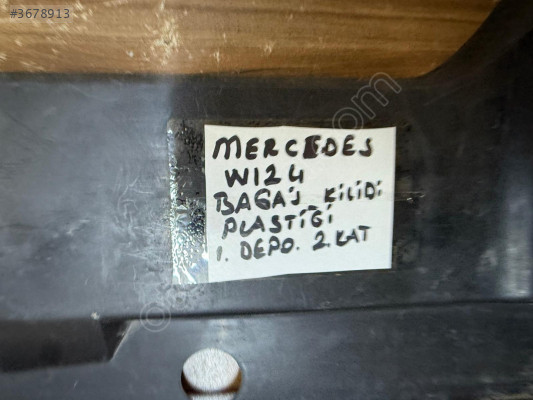 #3678913
MERCEDES
W124
BAGAJ KİLİDİ
PLASTİĞİ
1. DEPO. 2. KAT